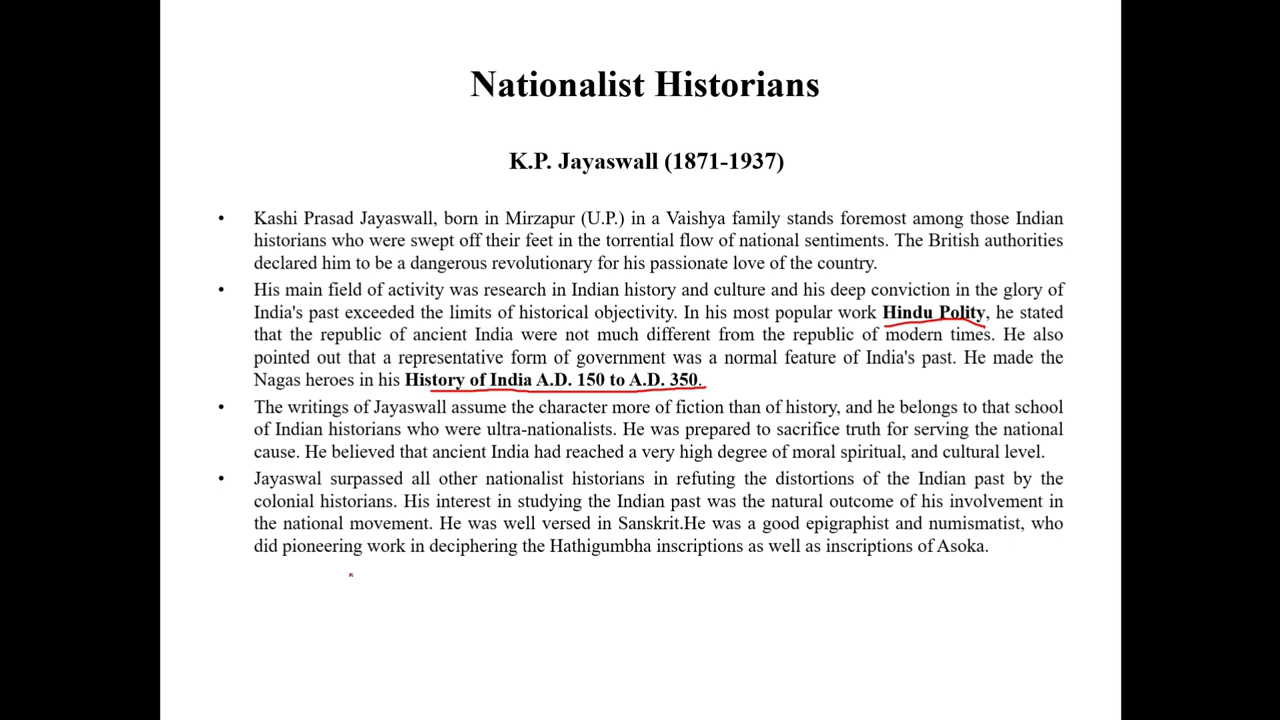 Nationalist Historians
K.P. Jayaswall (1871-1937)
• Kashi Prasad Jayaswall, born in Mirzapur (U.P.) in a Vaishya family stands foremost among those Indian
historians who were swept off their feet in the torrential flow of national sentiments. The British authorities
declared him to be a dangerous revolutionary for his passionate love of the country.
• His main field of activity was research in Indian history and culture and his deep conviction in the glory of
India's past exceeded the limits of historical objectivity. In his most popular work Hindu Polity, he stated
that the republic of ancient India were not much different from the republic of modern times. He also
pointed out that a representative form of government was a normal feature of India's past. He made the
Nagas heroes in his History of India A.D. 150 to A.D. 350.
• The writings of Jayaswall assume the character more of fiction than of history, and he belongs to that school
of Indian historians who were ultra-nationalists. He was prepared to sacrifice truth for serving the national
cause. He believed that ancient India had reached a very high degree of moral spiritual, and cultural level.
• Jayaswal surpassed all other nationalist historians in refuting the distortions of the Indian past by the
colonial historians. His interest in studying the Indian past was the natural outcome of his involvement in
the national movement. He was well versed in Sanskrit.He was a good epigraphist and numismatist, who
did pioneering work in deciphering the Hathigumbha inscriptions as well as inscriptions of Asoka.